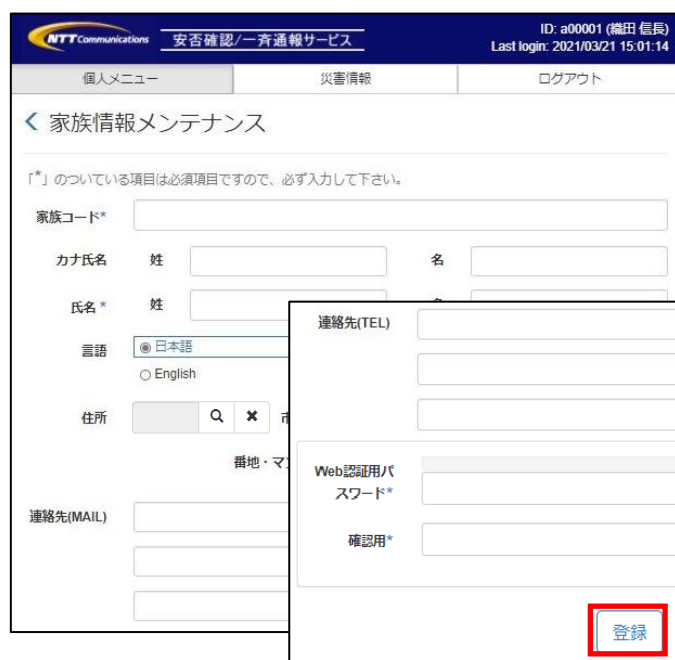 NTT Communications 安否確認/一斉通報サービス
ID: a00001 (織田 信長)
Last login: 2021/03/21 15:01:14
個人メニュー 災害情報 ログアウト
家族情報メンテナンス
「*」のついている項目は必須項目ですので、必ず入力して下さい。
家族コード*
カナ氏名 姓 名
氏名* 姓
言語 日本語
English
住所
番地・マ
連絡先(MAIL)
連絡先(TEL)
Web認証用パ
スワード*
確認用*
登録